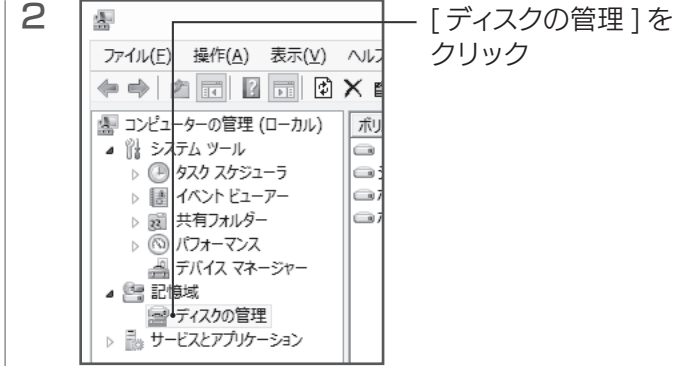 2
[ディスクの管理]を
クリック
ファイル(F) 操作(A) 表示(V) ヘルプ
コンピューターの管理 (ローカル)
システム ツール
タスク スケジューラ
イベント ビューアー
共有フォルダー
パフォーマンス
デバイス マネージャー
記憶域
ディスクの管理
サービスとアプリケーション
ボリ